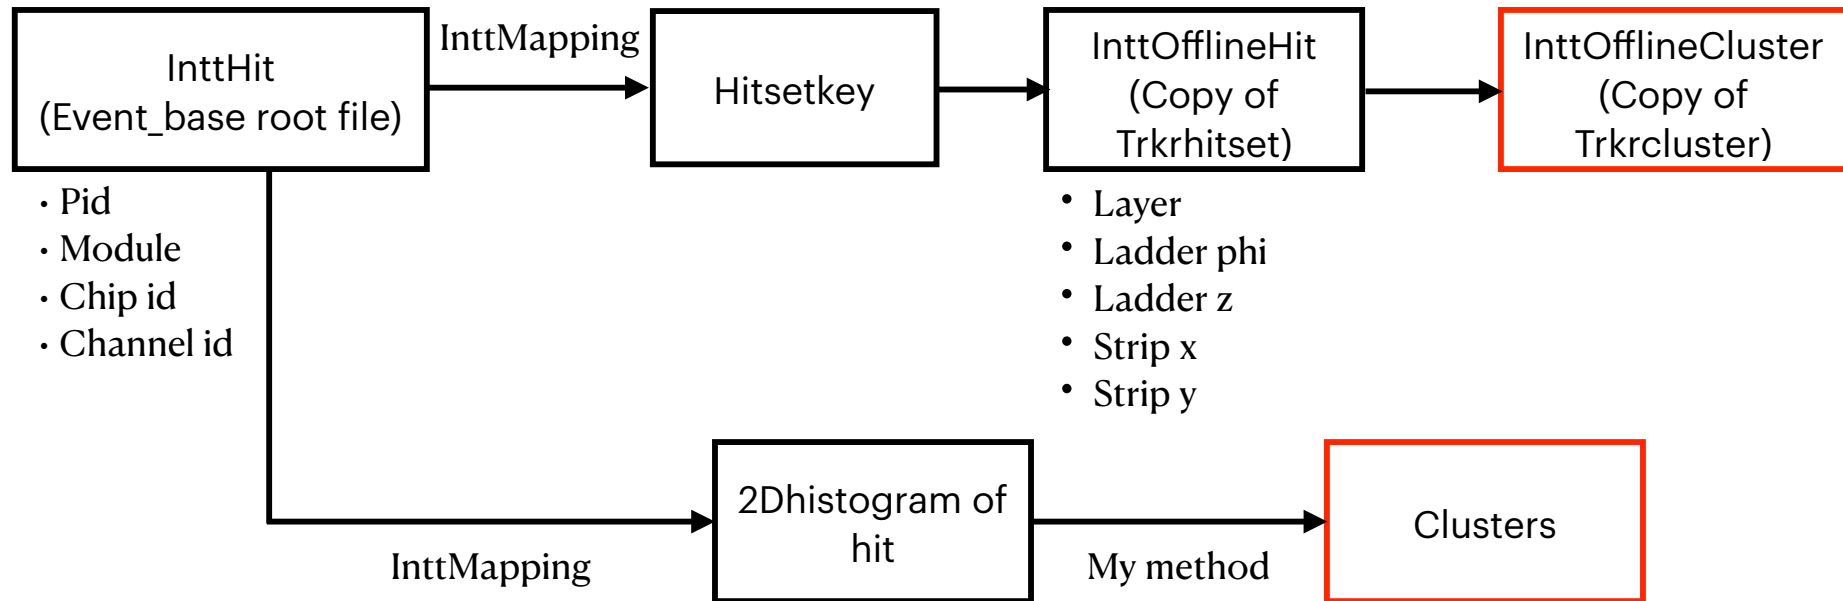 InttHit
(Event_base root file)
InttMapping
Hitsetkey
InttOfflineHit
(Copy of
Trkrhitset)
InttOfflineCluster
(Copy of
Trkrcluster)
· Pid
· Module
· Chip id
· Channel id
• Layer
• Ladder phi
• Ladder z
• Strip x
• Strip y
InttMapping
2Dhistogram of
hit
My method
Clusters